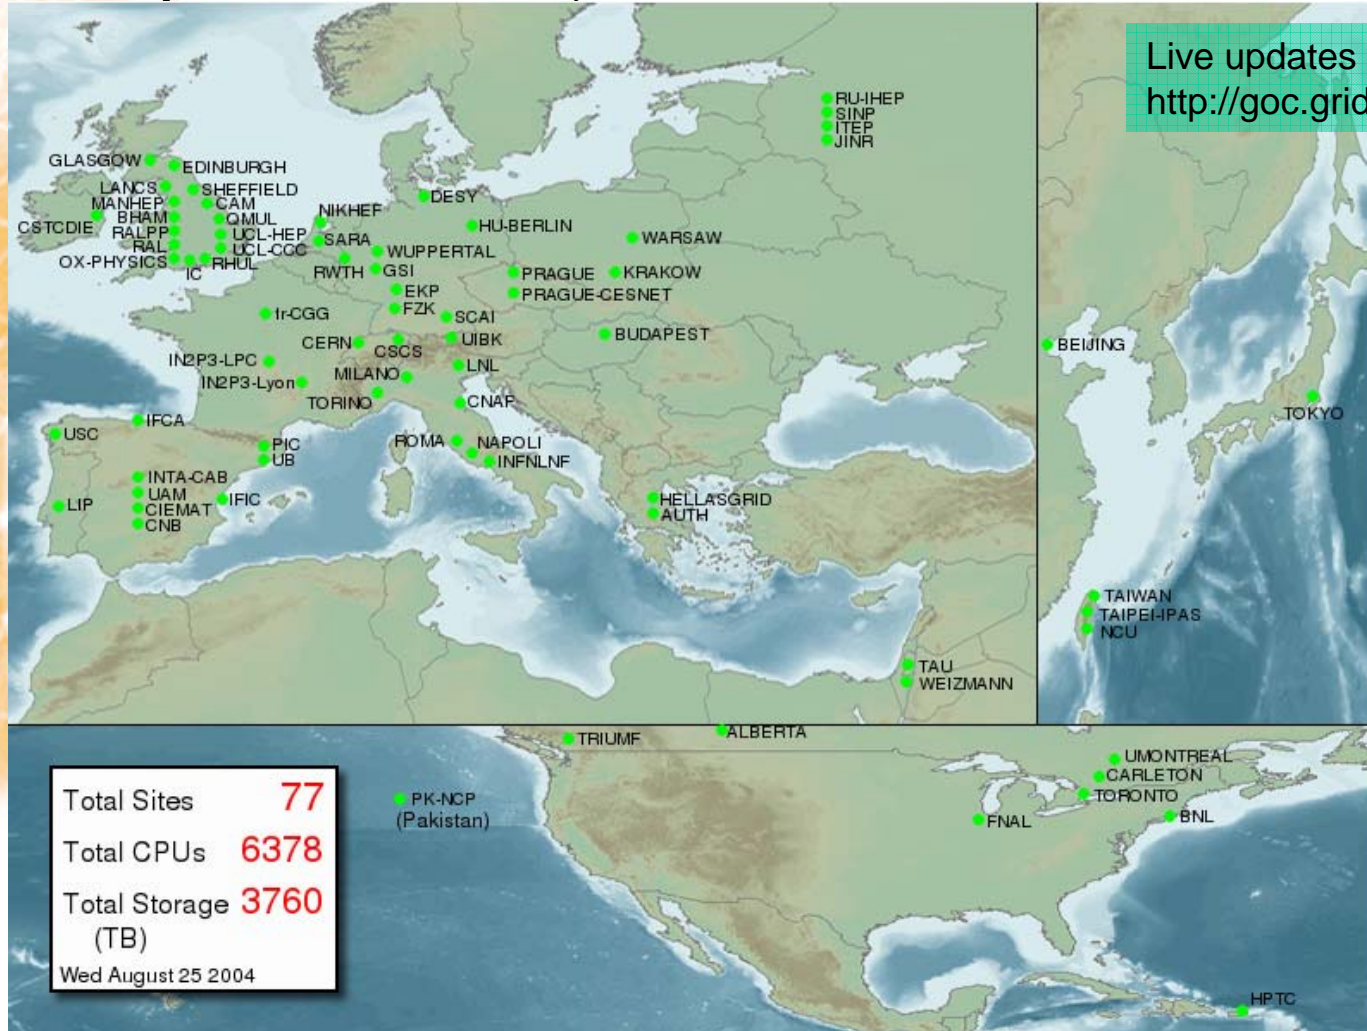 Live updates
http://goc.grid
RU-IHEP
SINP
ITEP
JINR
GLASGOW
EDINBURGH
LANCS
SHEFFIELD
MANHEP
CAM
BHAM
QMUL
CSTCDIE
RALPP
UCL-HEP
RAL
UCL-CCC
OX-PHYSICS
IC
RHUL
DESY
NIKHEF
HU-BERLIN
SARA
WARSAW
WUPPERTAL
RWTH
GSI
PRAGUE
KRAKOW
EKP
PRAGUE-CESNET
FZK
Ir-CGG
SCAI
BUDAPEST
CERN
CSCS
UIBK
IN2P3-LPC
LNL
MILANO
IN2P3-Lyon
TORINO
CNAF
IFCA
USC
ROMA
NAPOLI
PIC
UB
INFNLNF
INTA-CAB
UAM
IFIC
LIP
CIEMAT
CNB
HELLASGRID
AUTH
TAU
WEIZMANN
BEIJING
TOKYO
TAIWAN
TAIPEI-IPAS
NCU
TRIUMF
ALBERTA
UMONTREAL
CARLETON
TORONTO
FNAL
BNL
PK-NCP
(Pakistan)
HPTC
Total Sites 77
Total CPUs 6378
Total Storage 3760
(TB)
Wed August 25 2004